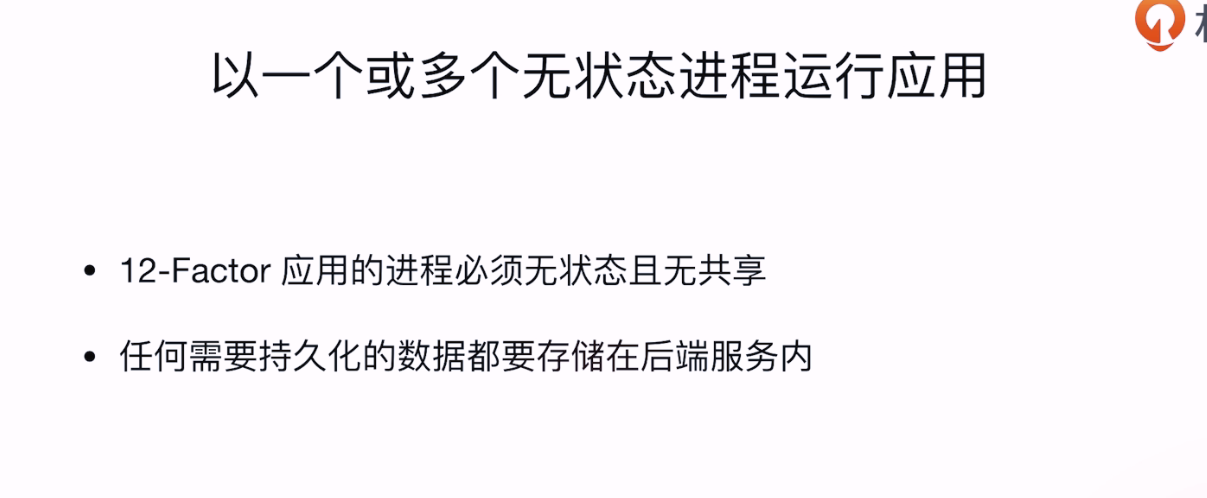 以一个或多个无状态进程运行应用
• 12-Factor 应用的进程必须无状态且无共享
• 任何需要持久化的数据都要存储在后端服务内